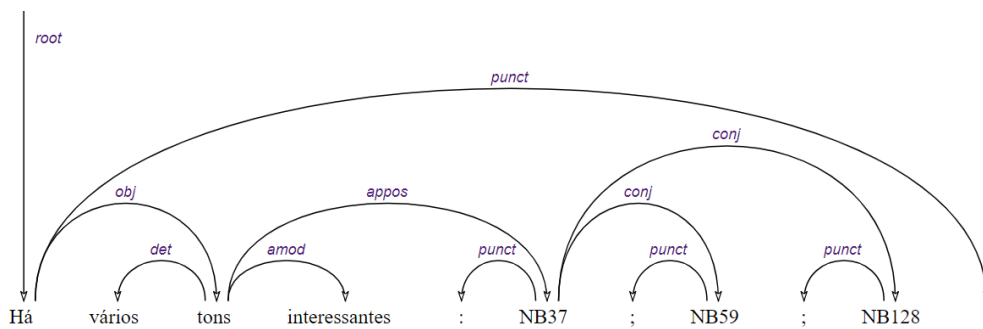 root
punct
conj
obj
appos
conj
det
amod
punct
punct
punct
Há vários tons interessantes : NB37 ; NB59 ; NB128